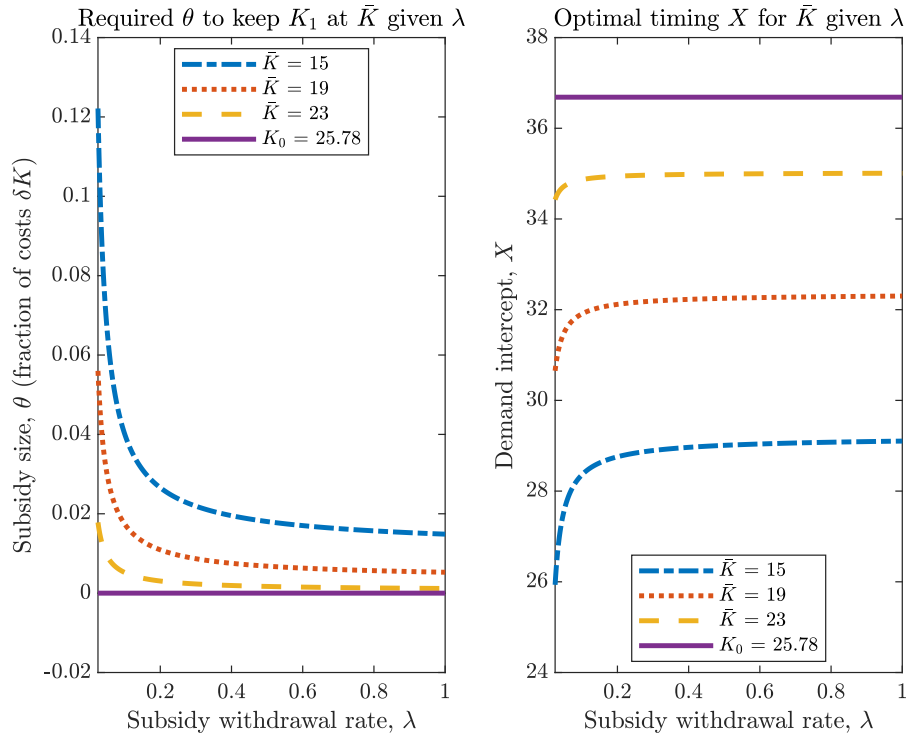 Required θ to keep K₁ at K̄ given λ
0.14
0.12
0.1
0.08
0.06
0.04
0.02
0
-0.02
0.2
0.4
0.6
0.8
1
Subsidy size, θ (fraction of costs δK)
Subsidy withdrawal rate, λ
K̄ = 15
K̄ = 19
K̄ = 23
K₀ = 25.78
Optimal timing X for K̄ given λ
38
36
34
32
30
28
26
24
0.2
0.4
0.6
0.8
1
Demand intercept, X
Subsidy withdrawal rate, λ
K̄ = 15
K̄ = 19
K̄ = 23
K₀ = 25.78